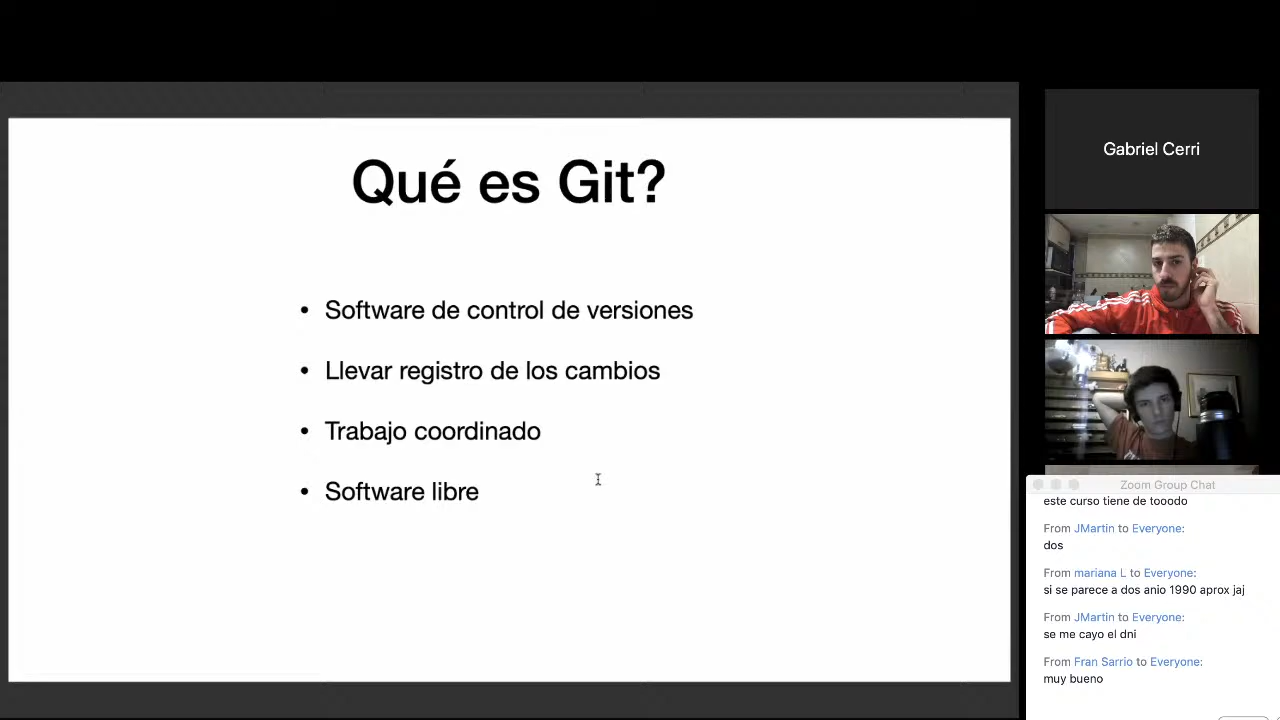 Qué es Git?
• Software de control de versiones
• Llevar registro de los cambios
• Trabajo coordinado
• Software libre
Gabriel Cerri
Zoom Group Chat
este curso tiene de tooodo
From JMartin to Everyone:
dos
From mariana L to Everyone:
si se parece a dos anio 1990 aprox jaj
From JMartin to Everyone:
se me cayo el dni
From Fran Sarrio to Everyone:
muy bueno